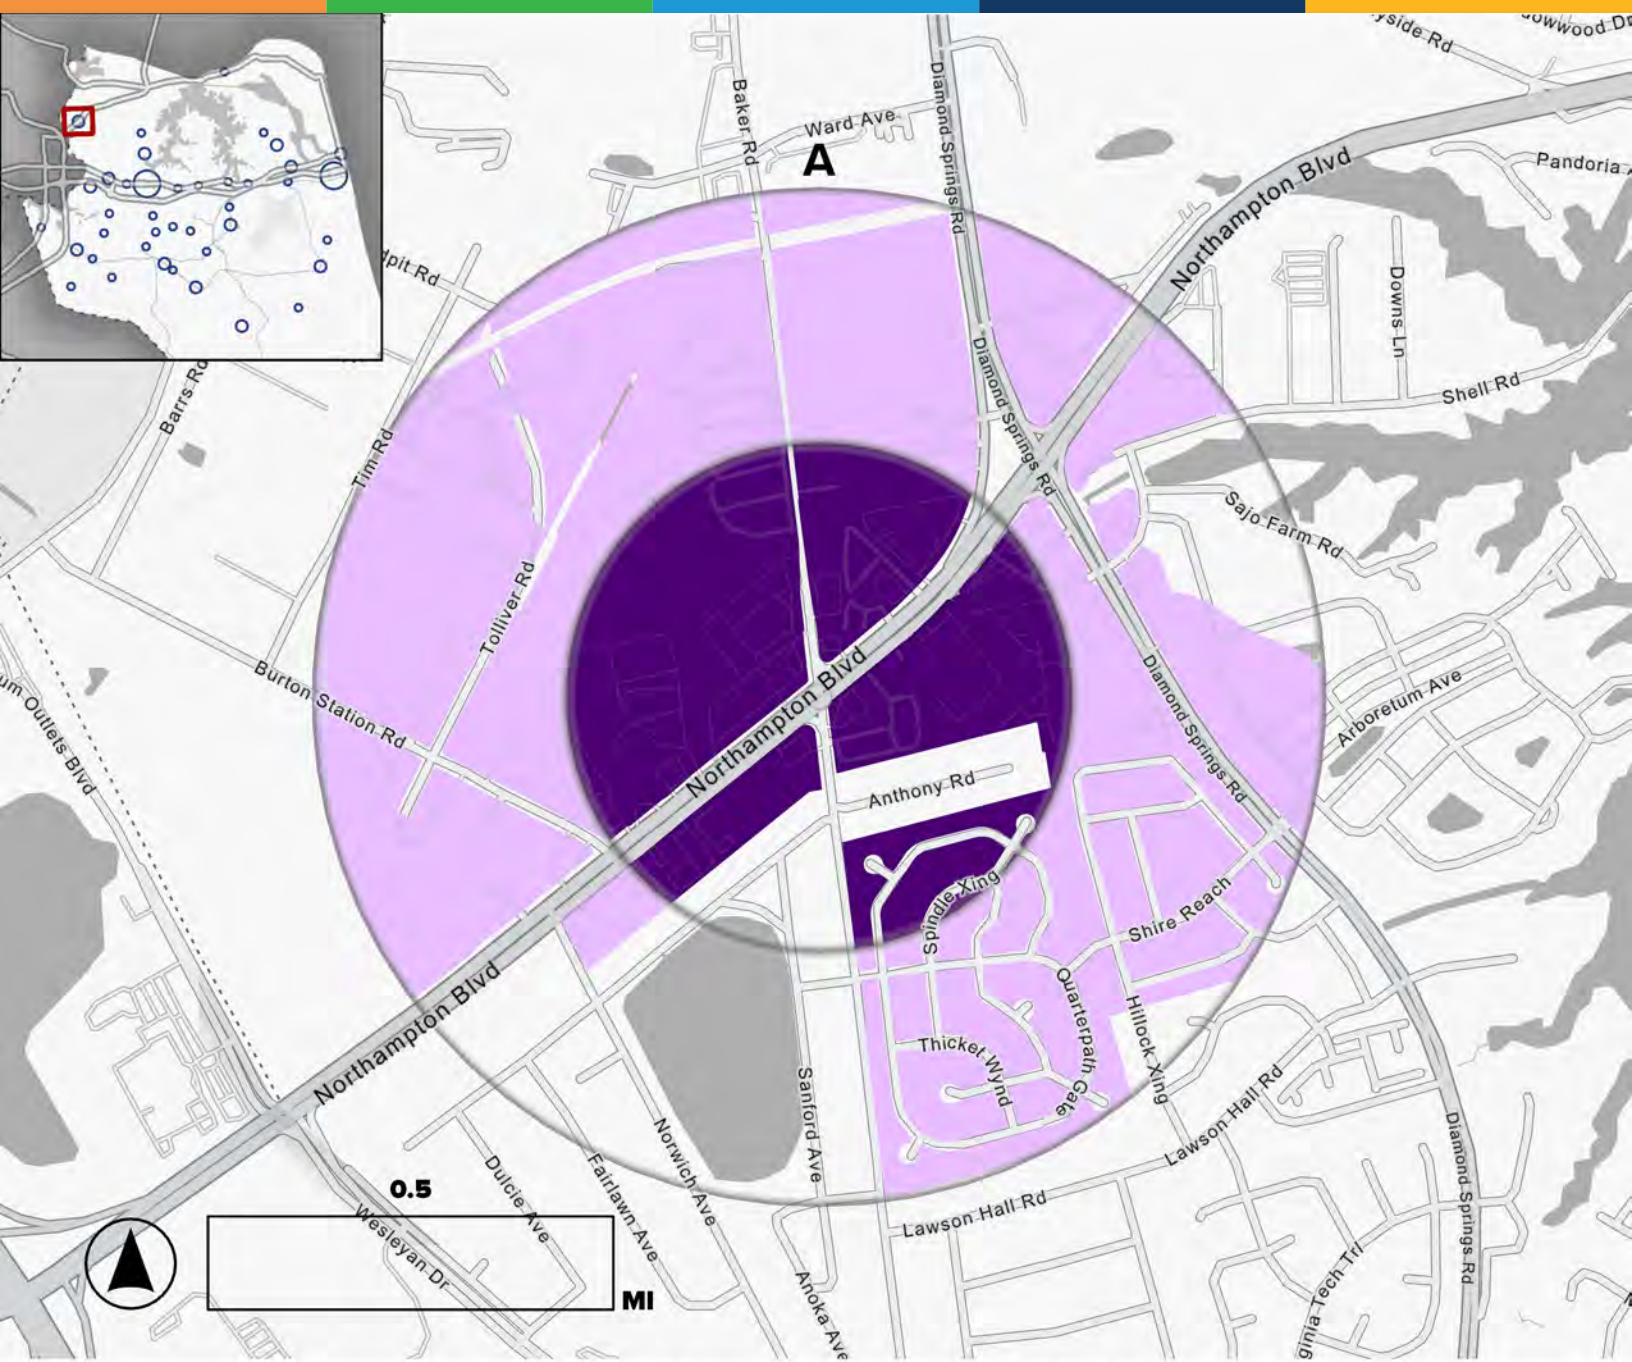 yside Rd
owwood Dr
Baker Rd
Diamond Springs Rd
Ward Ave
A
Northampton Blvd
Pandoria
dpit Rd
Downs Ln
Shell Rd
Barrs Rd
Tim Rd
Diamond Springs Rd
Sajo Farm Rd
Tolliver Rd
Burton Station Rd
um Outlets Blvd
Northampton Blvd
Diamond Springs Rd
Arboretum Ave
Anthony Rd
Spindle Xing
Shire Reach
Northampton Blvd
Quarterpath Gate
Hillock Xing
Thicket Wynd
Sanford Ave
Norwich Ave
Fairlawn Ave
Dulcie Ave
Wesleyan Dr
Lawson Hall Rd
Lawson Hall Rd
Diamond Springs Rd
0.5
MI
Anoka Ave
ginia Tech Trl